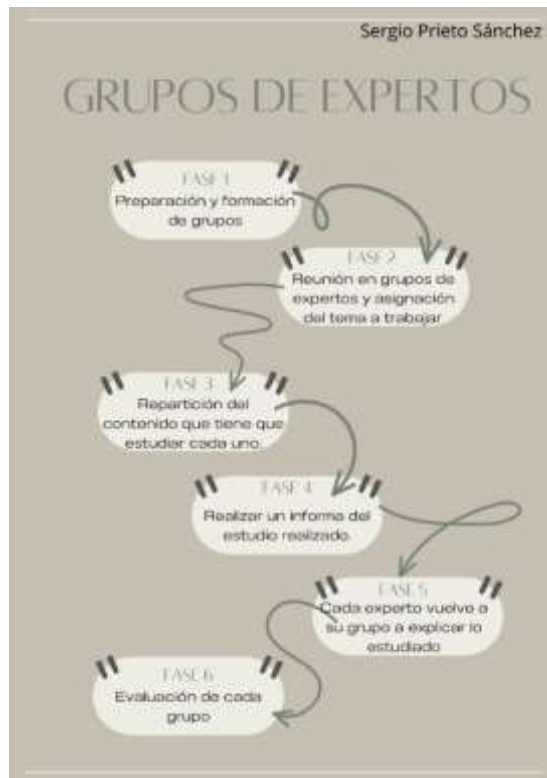 Sergio Prieto Sánchez
GRUPOS DE EXPERTOS
FASE 1
Preparación y formación
de grupos
FASE 2
Reunión en grupos de
expertos y asignación
del tema a trabajar
FASE 3
Repartición del
contenido que tiene que
estudiar cada uno.
FASE 4
Realizar un informa del
estudio realizado.
FASE 5
Cada experto vuelve a
su grupo a explicar lo
estudiado
FASE 6
Evaluación de cada
grupo